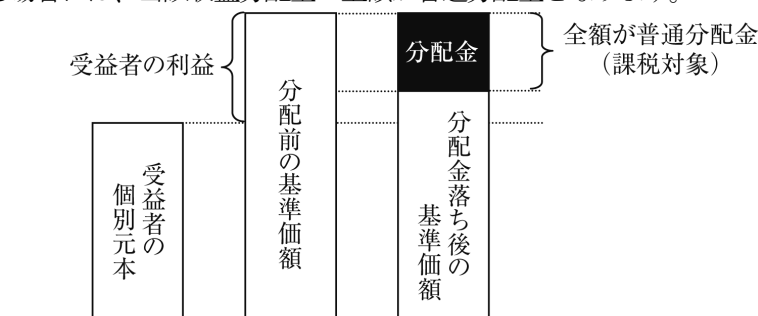 受益者の利益
分配金
全額が普通分配金
（課税対象）
受益者の
個別元本
分配前の基準価額
分配金落ち後の
基準価額